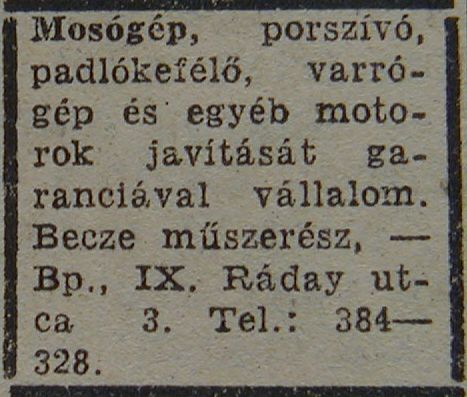 Mosógép, porszívó,
padlókefélő, varró-
gép és egyéb moto-
rok javítását ga-
ranciával vállalom.
Becze műszerész, —
Bp., IX. Ráday ut-
ca 3. Tel.: 384—
328.